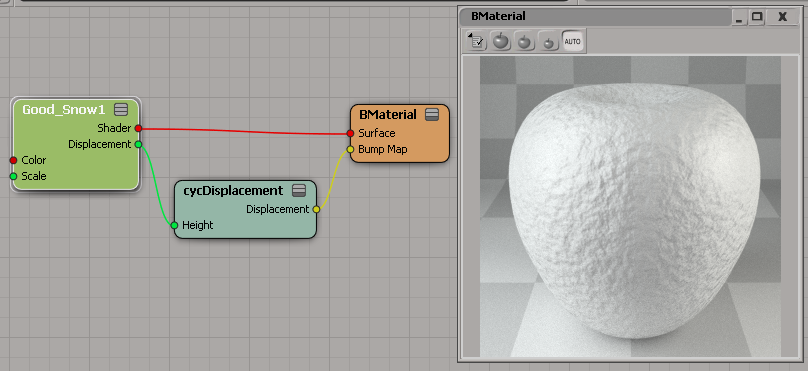 BMaterial
AUTO
Good_Snow1
Shader
Displacement
Color
Scale
cycDisplacement
Displacement
Height
BMaterial
Surface
Bump Map